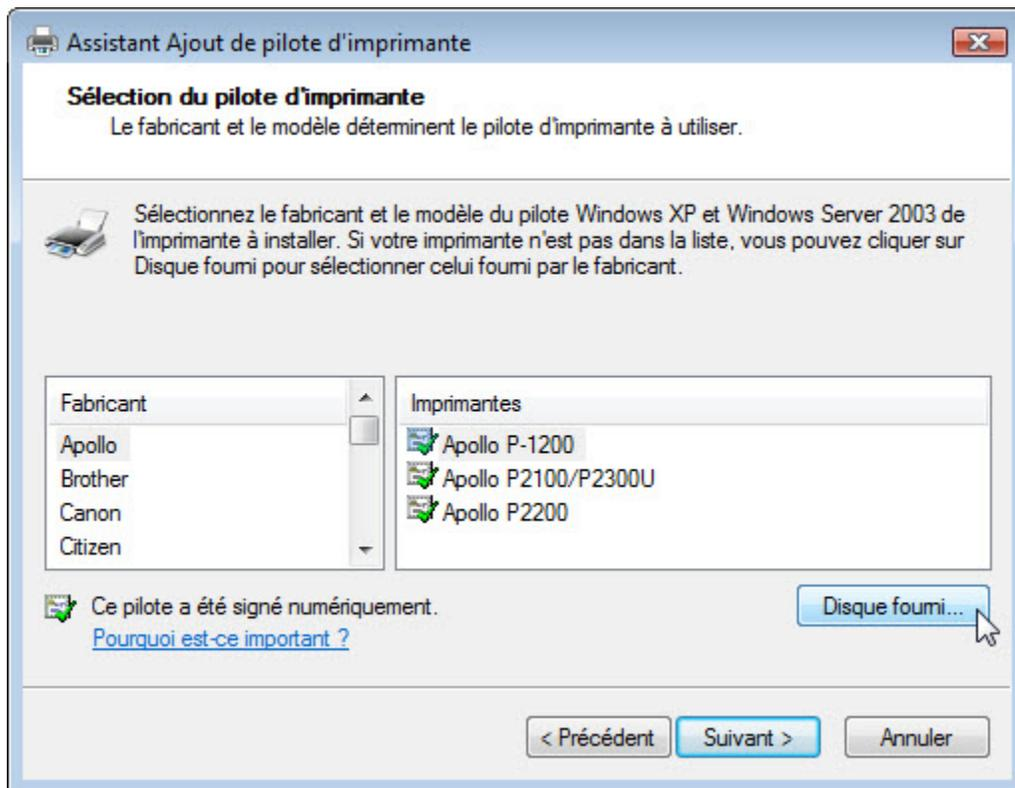 Assistant Ajout de pilote d'imprimante
Sélection du pilote d'imprimante
Le fabricant et le modèle déterminent le pilote d'imprimante à utiliser.
Sélectionnez le fabricant et le modèle du pilote Windows XP et Windows Server 2003 de
l'imprimante à installer. Si votre imprimante n'est pas dans la liste, vous pouvez cliquer sur
Disque fourni pour sélectionner celui fourni par le fabricant.
Fabricant
Apollo
Brother
Canon
Citizen
Imprimantes
Apollo P-1200
Apollo P2100/P2300U
Apollo P2200
Ce pilote a été signé numériquement.
Pourquoi est-ce important ?
Disque fourni...
< Précédent
Suivant >
Annuler